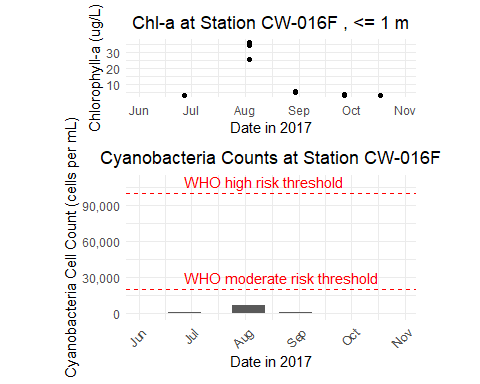 Chl-a at Station CW-016F , <= 1 m
Chlorophyll-a (ug/L)
30
20
10
Jun Jul Aug Sep Oct Nov
Date in 2017
Cyanobacteria Counts at Station CW-016F
Cyanobacteria Cell Count (cells per mL)
WHO high risk threshold
90,000
60,000
30,000
WHO moderate risk threshold
0
Jun Jul Aug Sep Oct Nov
Date in 2017